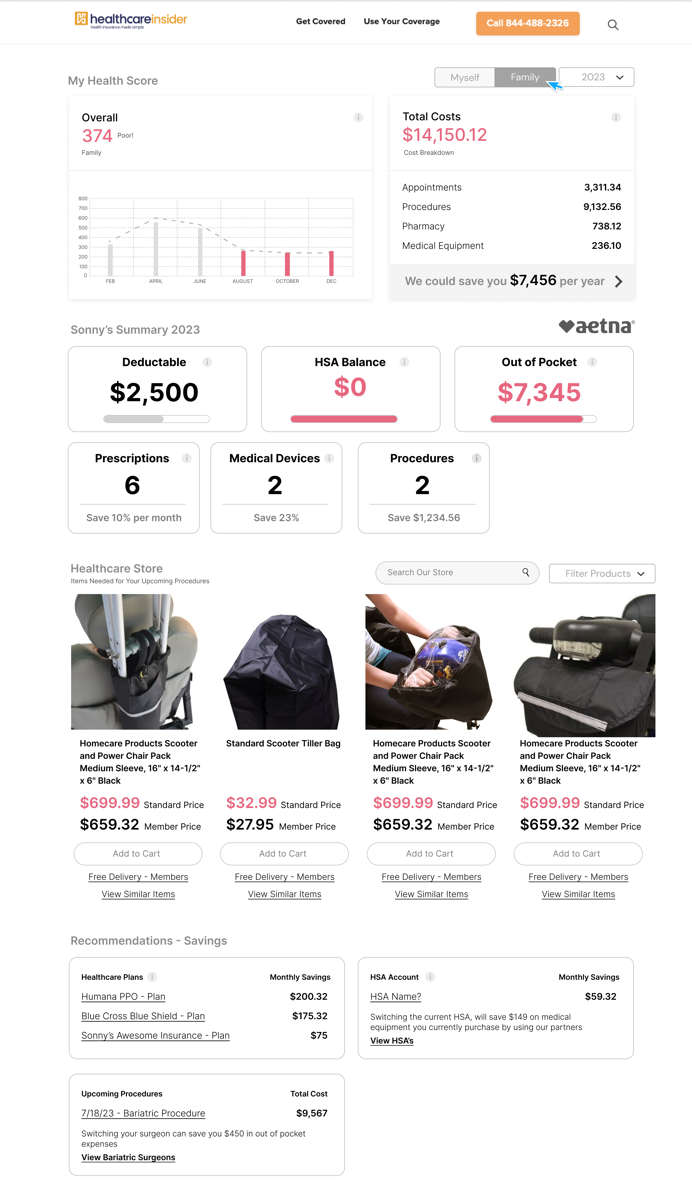 healthcareinsider
health insurance made simple
Get Covered
Use Your Coverage
Call 844-488-2326
My Health Score
Myself
Family
2023
Overall
374 Poor!
Family
800
700
600
500
400
300
200
100
0
FEB
APRIL
JUNE
AUGUST
OCTOBER
DEC
Total Costs
$14,150.12
Cost Breakdown
Appointments 3,311.34
Procedures 9,132.56
Pharmacy 738.12
Medical Equipment 236.10
We could save you $7,456 per year
Sonny's Summary 2023
aetna®
Deductable
$2,500
HSA Balance
$0
Out of Pocket
$7,345
Prescriptions
6
Save 10% per month
Medical Devices
2
Save 23%
Procedures
2
Save $1,234.56
Healthcare Store
Items Needed for Your Upcoming Procedures
Search Our Store
Filter Products
Homecare Products Scooter
and Power Chair Pack
Medium Sleeve, 16" x 14-1/2"
x 6" Black
$699.99 Standard Price
$659.32 Member Price
Add to Cart
Free Delivery - Members
View Similar Items
Standard Scooter Tiller Bag
$32.99 Standard Price
$27.95 Member Price
Add to Cart
Free Delivery - Members
View Similar Items
Homecare Products Scooter
and Power Chair Pack
Medium Sleeve, 16" x 14-1/2"
x 6" Black
$699.99 Standard Price
$659.32 Member Price
Add to Cart
Free Delivery - Members
View Similar Items
Homecare Products Scooter
and Power Chair Pack
Medium Sleeve, 16" x 14-1/2"
x 6" Black
$699.99 Standard Price
$659.32 Member Price
Add to Cart
Free Delivery - Members
View Similar Items
Recommendations - Savings
Healthcare Plans Monthly Savings
Humana PPO - Plan $200.32
Blue Cross Blue Shield - Plan $175.32
Sonny's Awesome Insurance - Plan $75
HSA Account Monthly Savings
HSA Name? $59.32
Switching the current HSA, will save $149 on medical
equipment you currently purchase by using our partners
View HSA's
Upcoming Procedures Total Cost
7/18/23 - Bariatric Procedure $9,567
Switching your surgeon can save you $450 in out of pocket
expenses
View Bariatric Surgeons